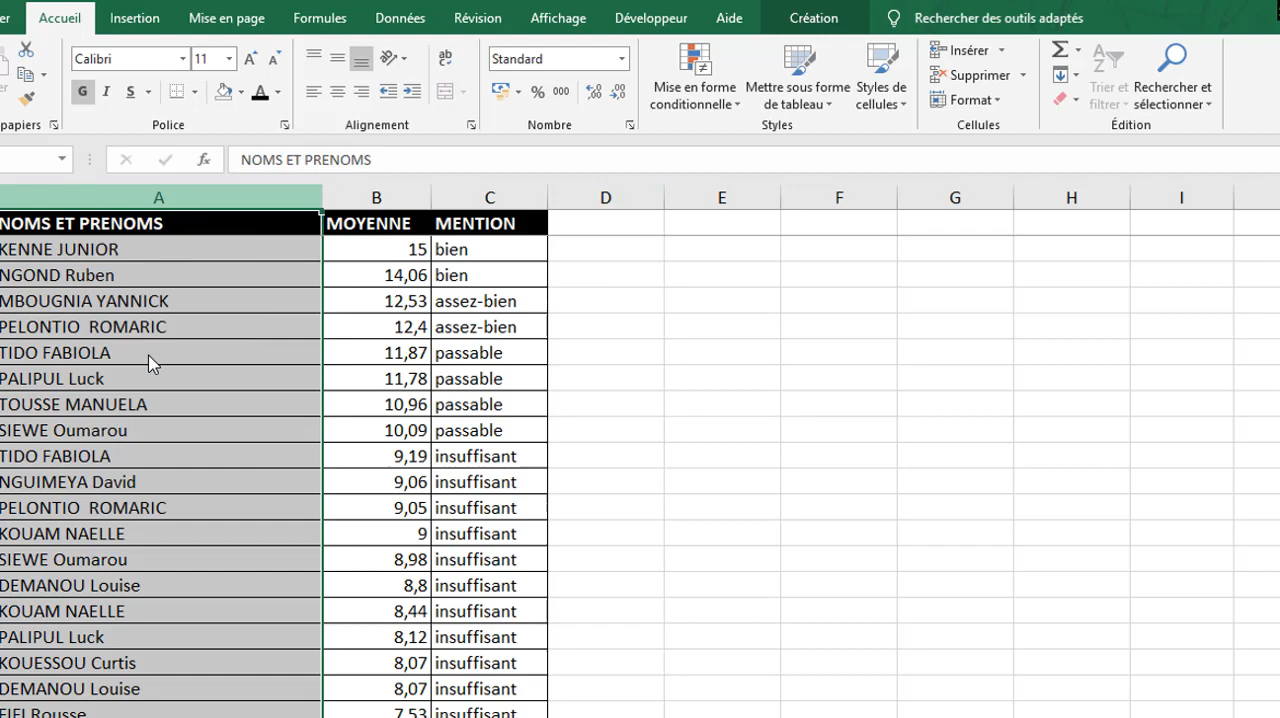 er Accueil Insertion Mise en page Formules Données Révision Affichage Développeur Aide Création Rechercher des outils adaptés
Calibri 11 Standard
G I S % 000
Mise en forme conditionnelle
Mettre sous forme de tableau
Styles de cellules
Insérer
Supprimer
Format
Trier et filtrer
Rechercher et sélectionner
papiers Police Alignement Nombre Styles Cellules Édition
fx NOMS ET PRENOMS
A B C D E F G H I
NOMS ET PRENOMS MOYENNE MENTION
KENNE JUNIOR 15 bien
NGOND Ruben 14,06 bien
MBOUGNIA YANNICK 12,53 assez-bien
PELONTIO ROMARIC 12,4 assez-bien
TIDO FABIOLA 11,87 passable
PALIPUL Luck 11,78 passable
TOUSSE MANUELA 10,96 passable
SIEWE Oumarou 10,09 passable
TIDO FABIOLA 9,19 insuffisant
NGUIMEYA David 9,06 insuffisant
PELONTIO ROMARIC 9,05 insuffisant
KOUAM NAELLE 9 insuffisant
SIEWE Oumarou 8,98 insuffisant
DEMANOU Louise 8,8 insuffisant
KOUAM NAELLE 8,44 insuffisant
PALIPUL Luck 8,12 insuffisant
KOUESSOU Curtis 8,07 insuffisant
DEMANOU Louise 8,07 insuffisant
Rousse 7,53 insuffisant